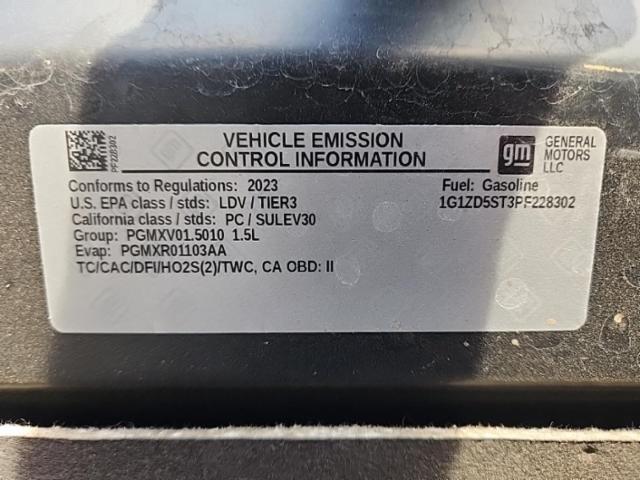 PF228302
VEHICLE EMISSION
CONTROL INFORMATION
gm
GENERAL
MOTORS
LLC
Conforms to Regulations: 2023
U.S. EPA class / stds: LDV / TIER3
California class / stds: PC / SULEV30
Group: PGMXV01.5010 1.5L
Evap: PGMXR01103AA
TC/CAC/DFI/HO2S(2)/TWC, CA OBD: II
Fuel: Gasoline
1G1ZD5ST3PF228302